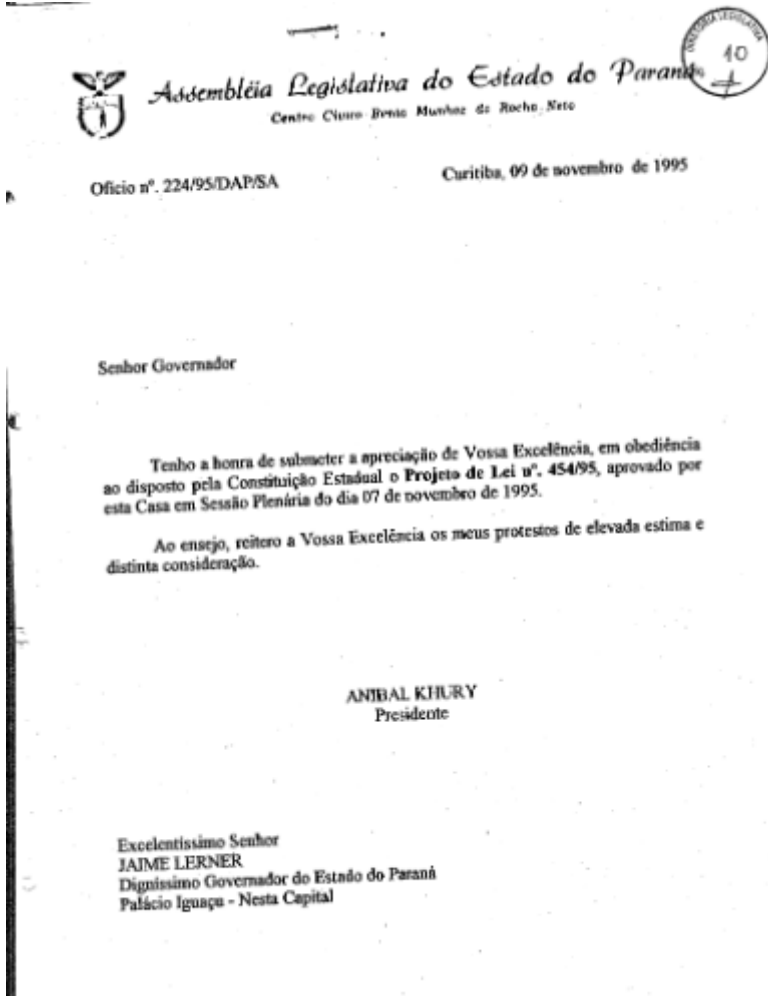 DIRETORIA LEGISLATIVA
10
Assembléia Legislativa do Estado do Paraná
Centro Cívico Bento Munhoz da Rocha Neto
Ofício nº. 224/95/DAP/SA
Curitiba, 09 de novembro de 1995
Senhor Governador
Tenho a honra de submeter a apreciação de Vossa Excelência, em obediência
ao disposto pela Constituição Estadual o Projeto de Lei nº. 454/95, aprovado por
esta Casa em Sessão Plenária do dia 07 de novembro de 1995.
Ao ensejo, reitero a Vossa Excelência os meus protestos de elevada estima e
distinta consideração.
ANIBAL KHURY
Presidente
Excelentíssimo Senhor
JAIME LERNER
Digníssimo Governador do Estado do Paraná
Palácio Iguaçu - Nesta Capital